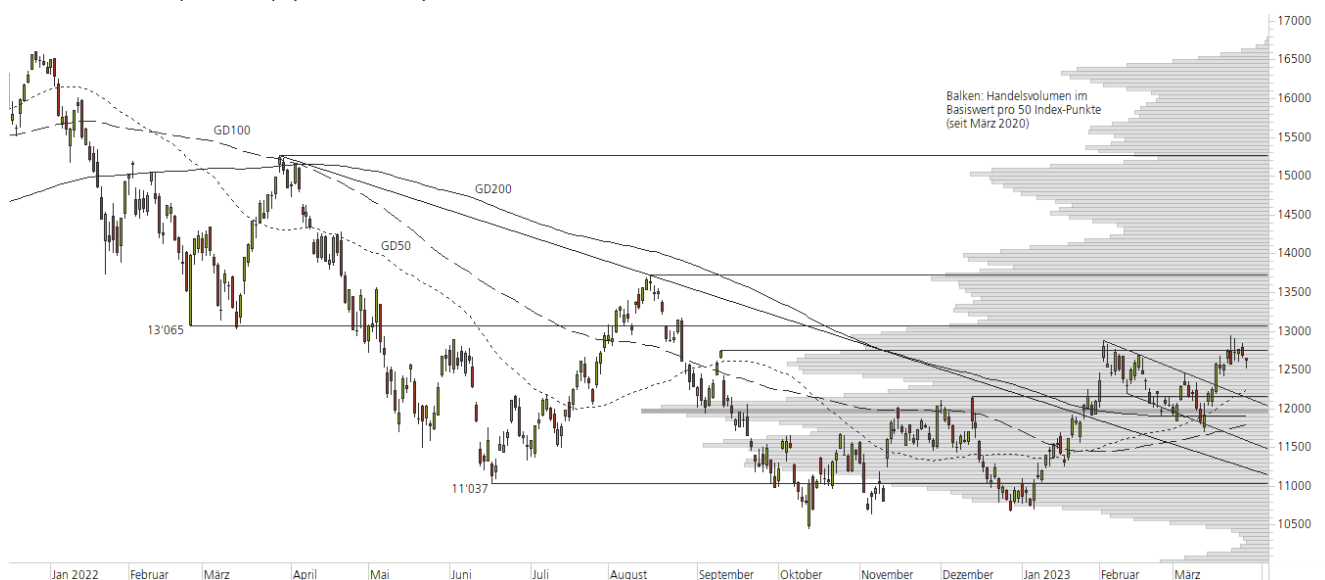 17000
16500
16000
15500
15000
14500
14000
13500
13000
12500
12000
11500
11000
10500
Balken: Handelsvolumen im
Basiswert pro 50 Index-Punkte
(seit März 2020)
GD100
GD200
GD50
13'065
11'037
Jan 2022 Februar März April Mai Juni Juli August September Oktober November Dezember Jan 2023 Februar März